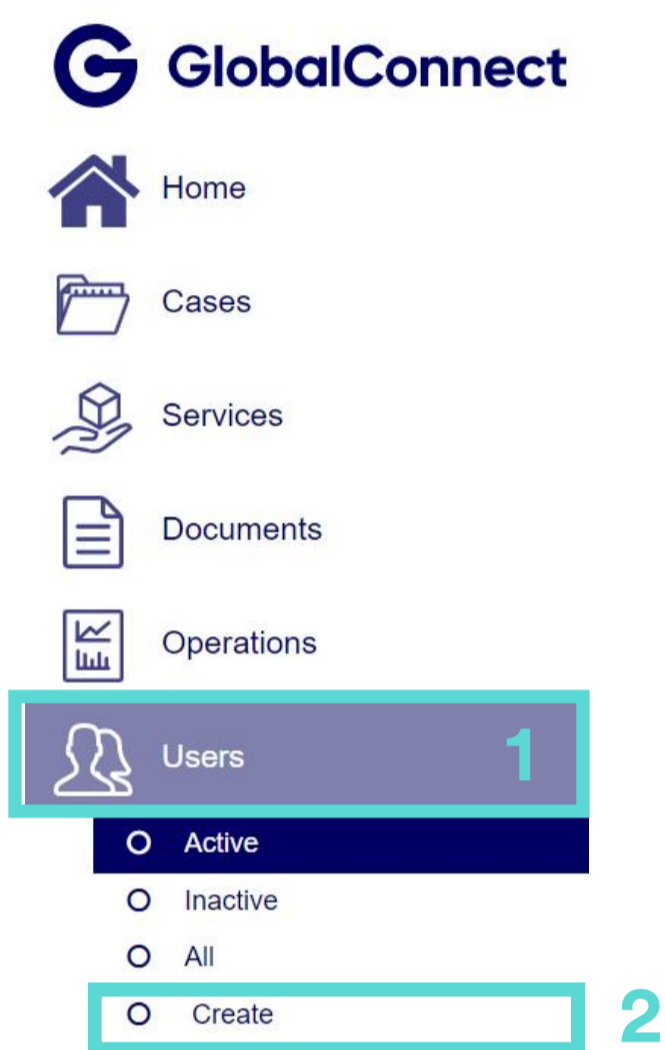 GlobalConnect
Home
Cases
Services
Documents
Operations
Users 1
Active
Inactive
All
Create 2